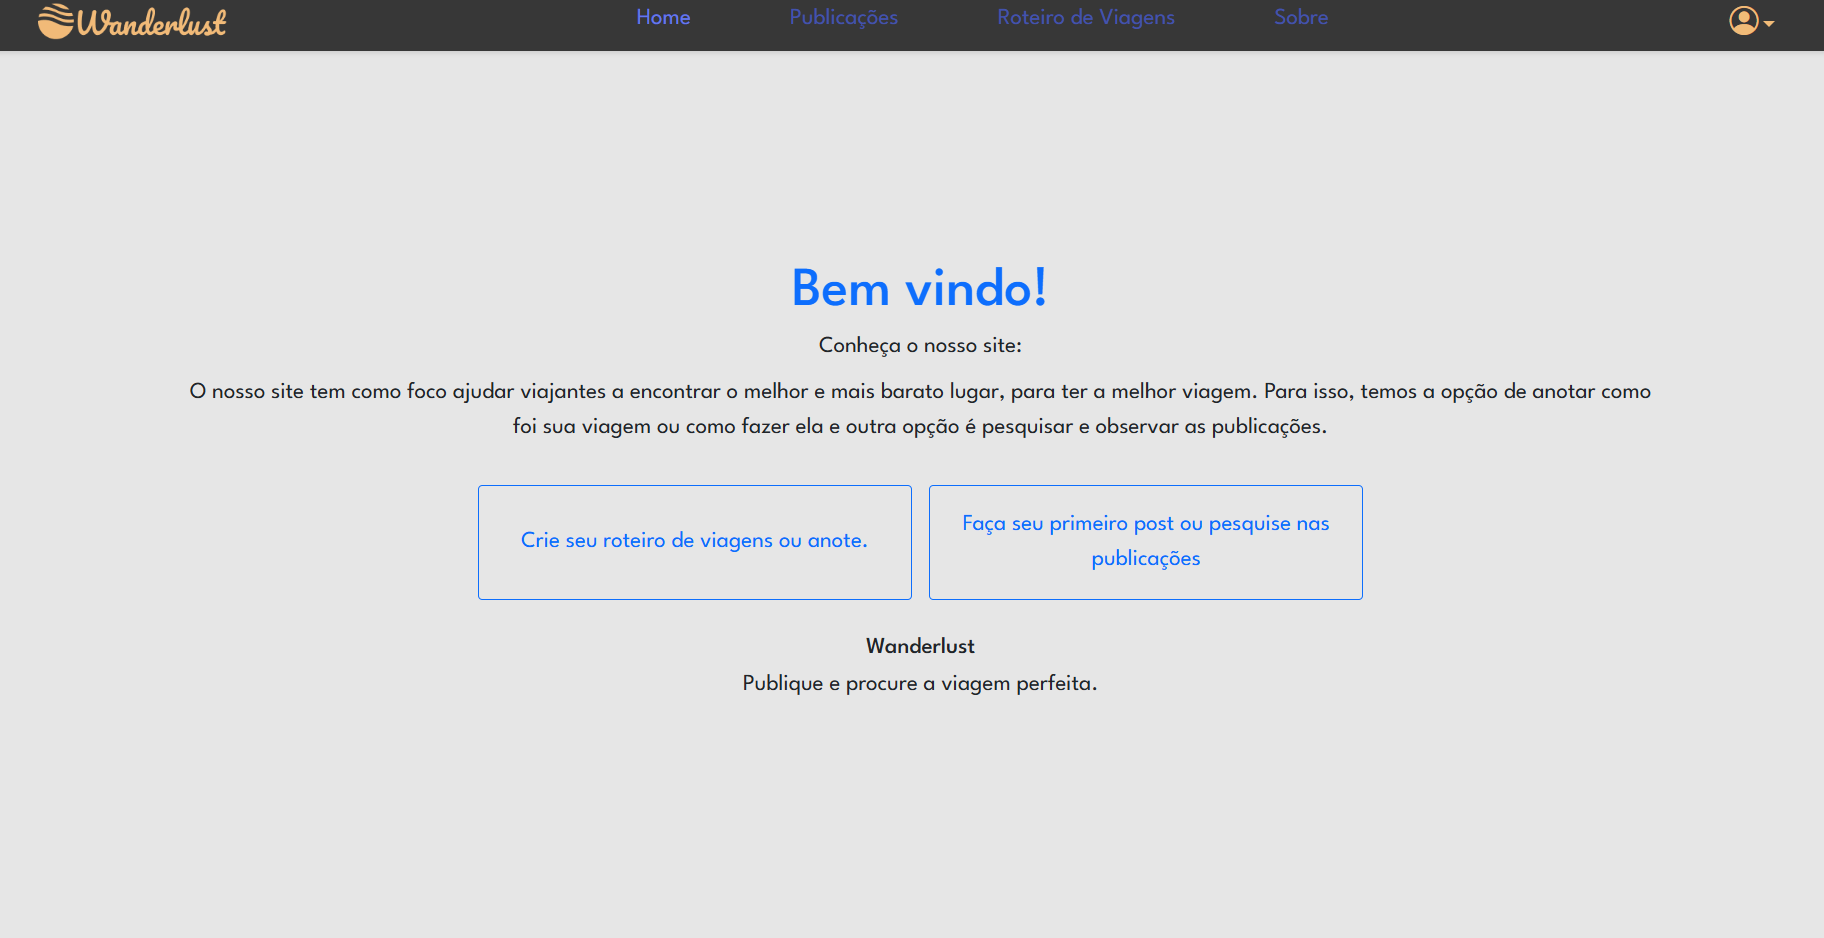 Wanderlust
Home
Publicações
Roteiro de Viagens
Sobre
Bem vindo!
Conheça o nosso site:
O nosso site tem como foco ajudar viajantes a encontrar o melhor e mais barato lugar, para ter a melhor viagem. Para isso, temos a opção de anotar como
foi sua viagem ou como fazer ela e outra opção é pesquisar e observar as publicações.
Crie seu roteiro de viagens ou anote.
Faça seu primeiro post ou pesquise nas
publicações
Wanderlust
Publique e procure a viagem perfeita.